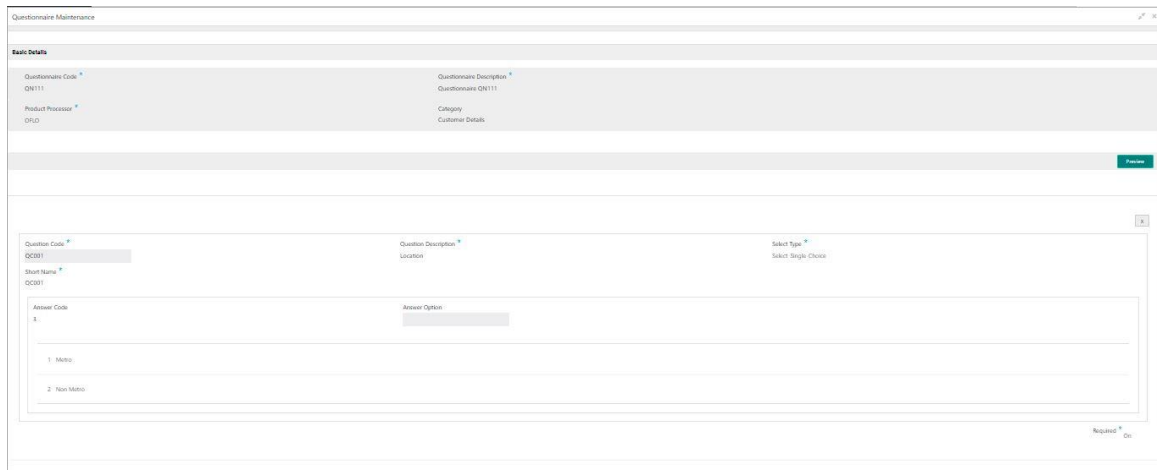 Questionnaire Maintenance
Basic Details
Questionnaire Code * Questionnaire Description *
QN111 Questionnaire QN111
Product Processor * Category
OFLO Customer Details
Preview
x
Question Code * Question Description * Select Type *
QC001 Location Select Single Choice
Short Name *
QC001
Answer Code Answer Option
1 Metro
2 Non Metro
Required *
On